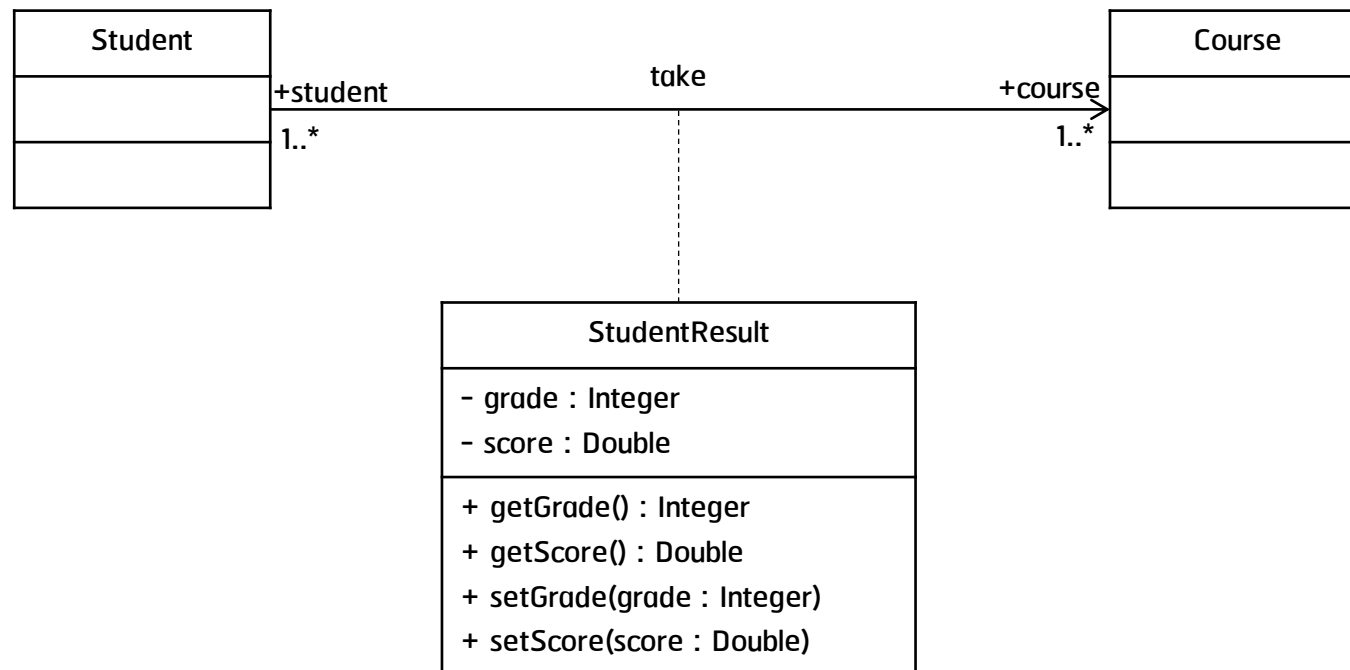 Student
Course
take
+student
+course
1..*
1..*
StudentResult
- grade : Integer
- score : Double
+ getGrade() : Integer
+ getScore() : Double
+ setGrade(grade : Integer)
+ setScore(score : Double)